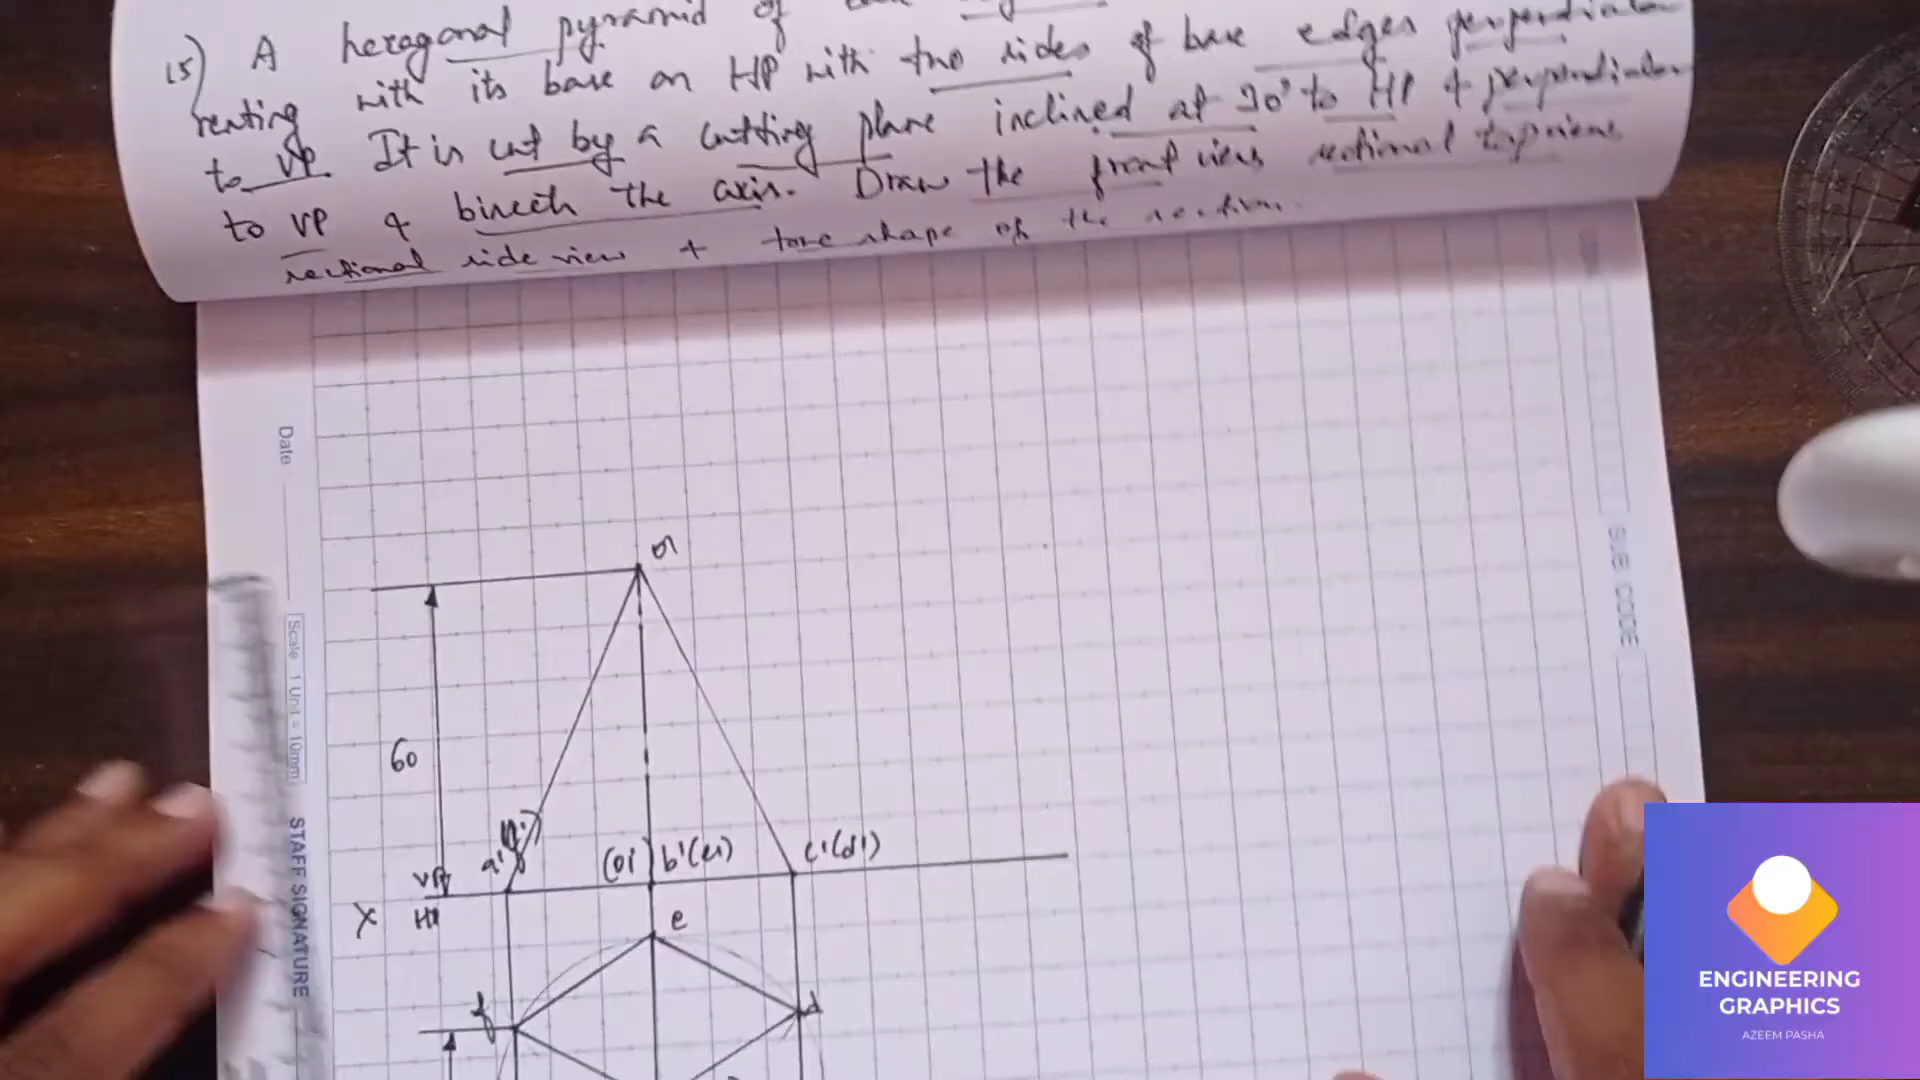 15) A hexagonal pyramid of
resting with its base on HP with two sides of base edges perpendicular
to VP. It is cut by a cutting plane inclined at 30° to HP & perpendicular
to VP & bisects the axis. Draw the front view, sectional top view
sectional side view + true shape of the section.
Date
SUB CODE
Scale 1 Unit = 10mm
STAFF SIGNATURE
o'
60
(o1) b'(e')
c'(d')
VP
X HP
e
f
d
ENGINEERING
GRAPHICS
AZEEM PASHA